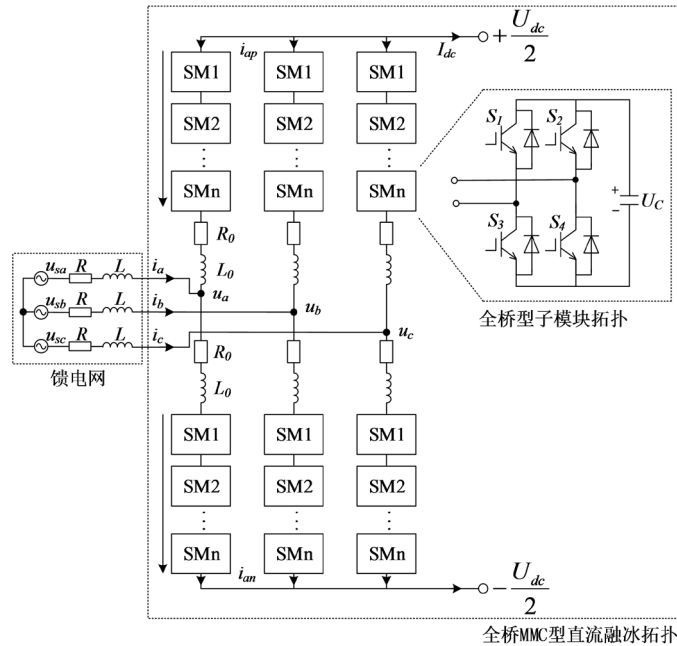 i_ap I_dc + U_dc/2
SM1 SM1 SM1
SM2 SM2 SM2
SMn SMn SMn
S_1 S_2
+ U_C
−
S_3 S_4
全桥型子模块拓扑
R_0
L_0
u_sa R L i_a u_a
u_sb R L i_b u_b
u_sc R L i_c u_c
馈电网
R_0
L_0
SM1 SM1 SM1
SM2 SM2 SM2
SMn SMn SMn
i_an − U_dc/2
全桥MMC型直流融冰拓扑